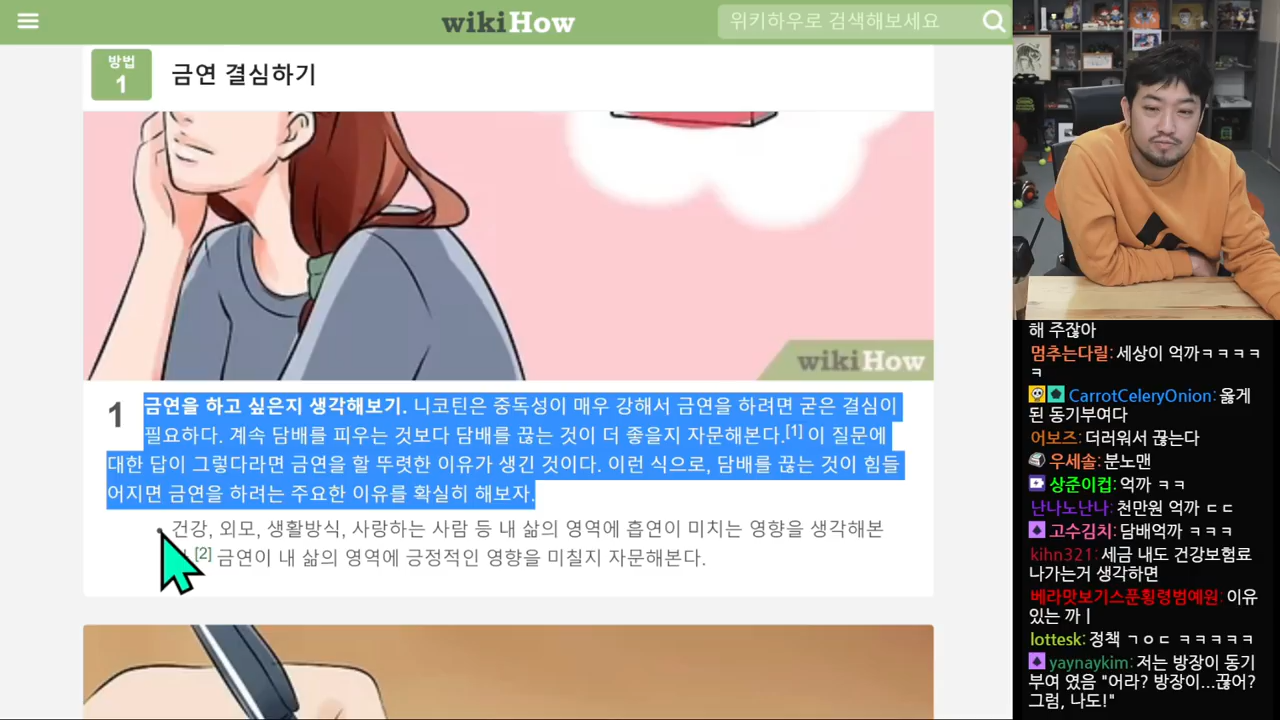 wikiHow
위키하우로 검색해보세요
방법
1
금연 결심하기
wikiHow
1
금연을 하고 싶은지 생각해보기. 니코틴은 중독성이 매우 강해서 금연을 하려면 굳은 결심이
필요하다. 계속 담배를 피우는 것보다 담배를 끊는 것이 더 좋을지 자문해본다.[1] 이 질문에
대한 답이 그렇다라면 금연을 할 뚜렷한 이유가 생긴 것이다. 이런 식으로, 담배를 끊는 것이 힘들
어지면 금연을 하려는 주요한 이유를 확실히 해보자.
건강, 외모, 생활방식, 사랑하는 사람 등 내 삶의 영역에 흡연이 미치는 영향을 생각해본
[2] 금연이 내 삶의 영역에 긍정적인 영향을 미칠지 자문해본다.
해 주잖아
멈추는다릴: 세상이 억까ㅋㅋㅋㅋ
ㅋ
CarrotCeleryOnion: 옳게
된 동기부여다
어보즈: 더러워서 끊는다
우세솔: 분노맨
상준이컵: 억까 ㅋㅋ
난나노난나: 천만원 억까 ㄷㄷ
고수김치: 담배억까 ㅋㅋㅋ
kihn321: 세금 내도 건강보험료
나가는거 생각하면
베라맛보기스푼횡령범예원: 이유
있는 까ㅣ
lottesk: 정책 ㄱㅇㄷ ㅋㅋㅋㅋㅋ
yaynaykim: 저는 방장이 동기
부여 였음 "어라? 방장이...끊어?
그럼, 나도!"